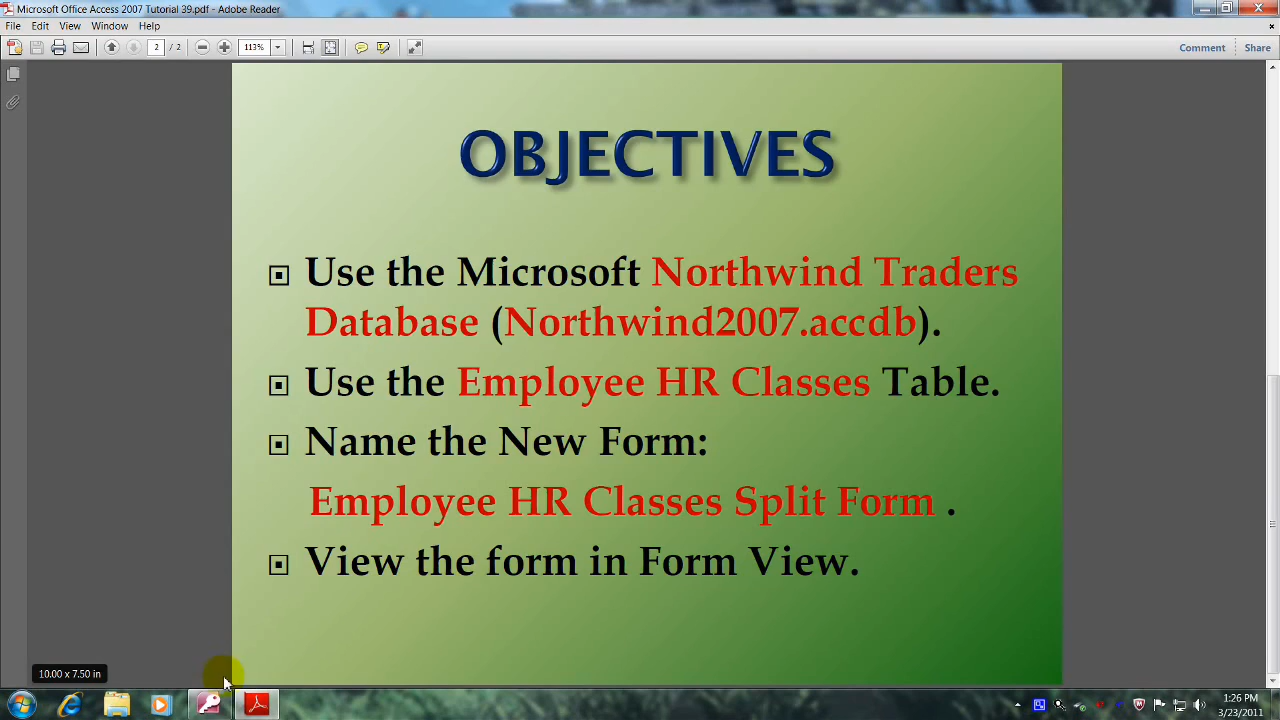 Microsoft Office Access 2007 Tutorial 39.pdf - Adobe Reader
File Edit View Window Help
2 / 2 113% Comment Share
OBJECTIVES
Use the Microsoft Northwind Traders
Database (Northwind2007.accdb).
Use the Employee HR Classes Table.
Name the New Form:
Employee HR Classes Split Form .
View the form in Form View.
10.00 x 7.50 in
1:26 PM
3/23/2011